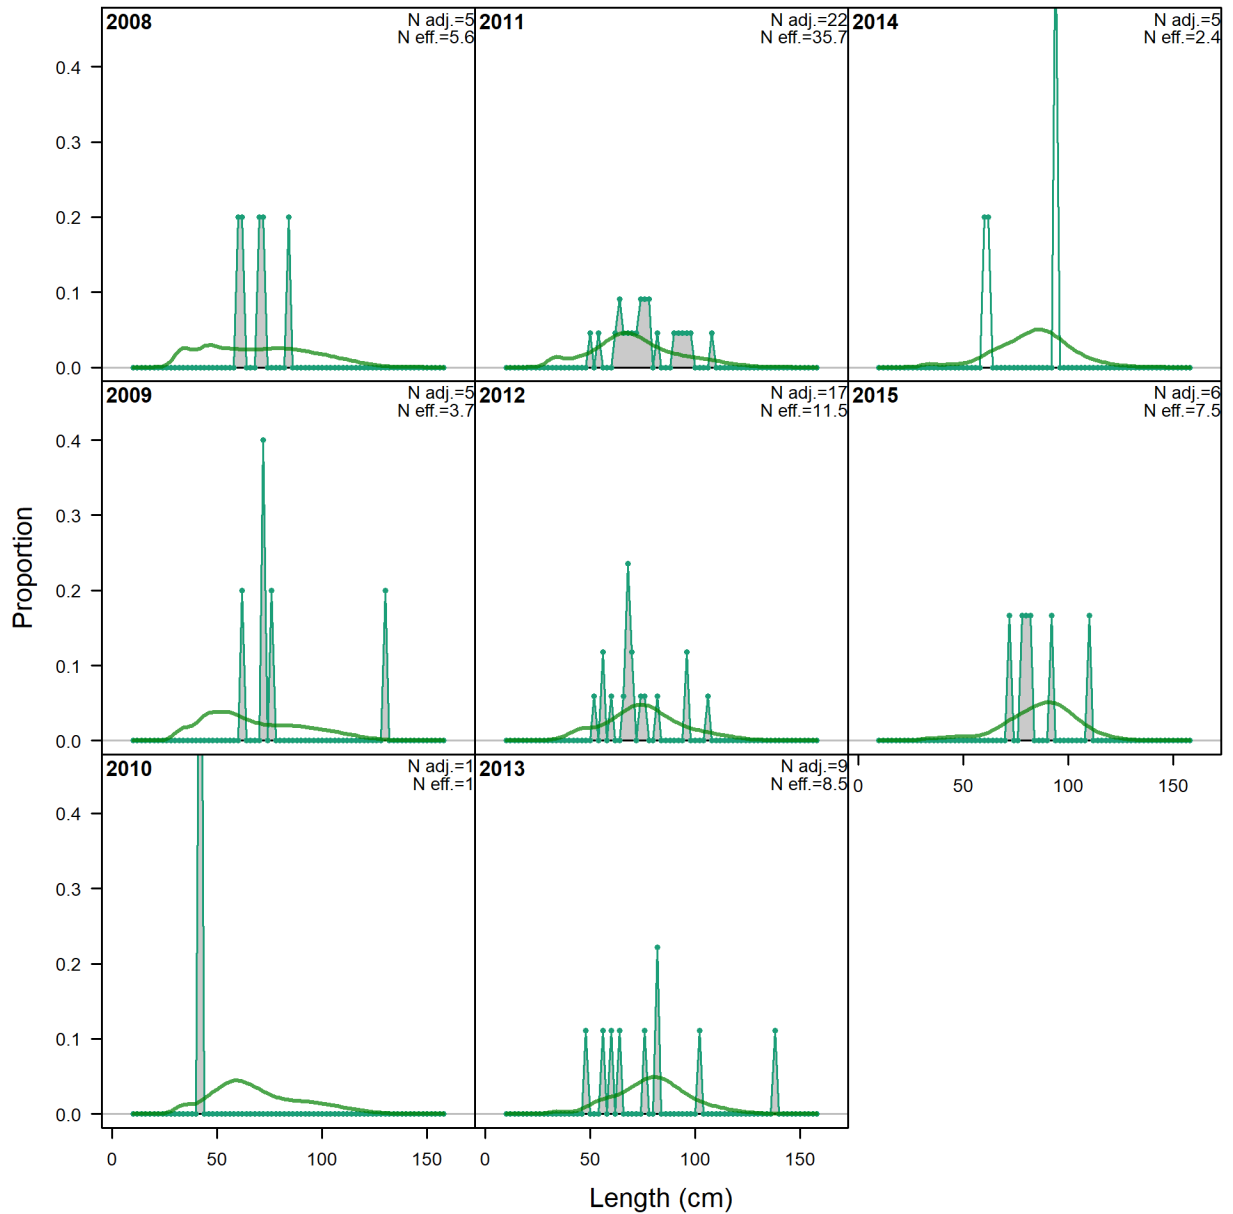 2008
N adj.=5
N eff.=5.6
2011
N adj.=22
N eff.=35.7
2014
N adj.=5
N eff.=2.4
0.4
0.3
0.2
0.1
0.0
2009
N adj.=5
N eff.=3.7
2012
N adj.=17
N eff.=11.5
2015
N adj.=6
N eff.=7.5
0.4
0.3
0.2
0.1
0.0
0 50 100 150
2010
N adj.=1
N eff.=1
2013
N adj.=9
N eff.=8.5
0.4
0.3
0.2
0.1
0.0
0 50 100 150
0 50 100 150
Proportion
Length (cm)